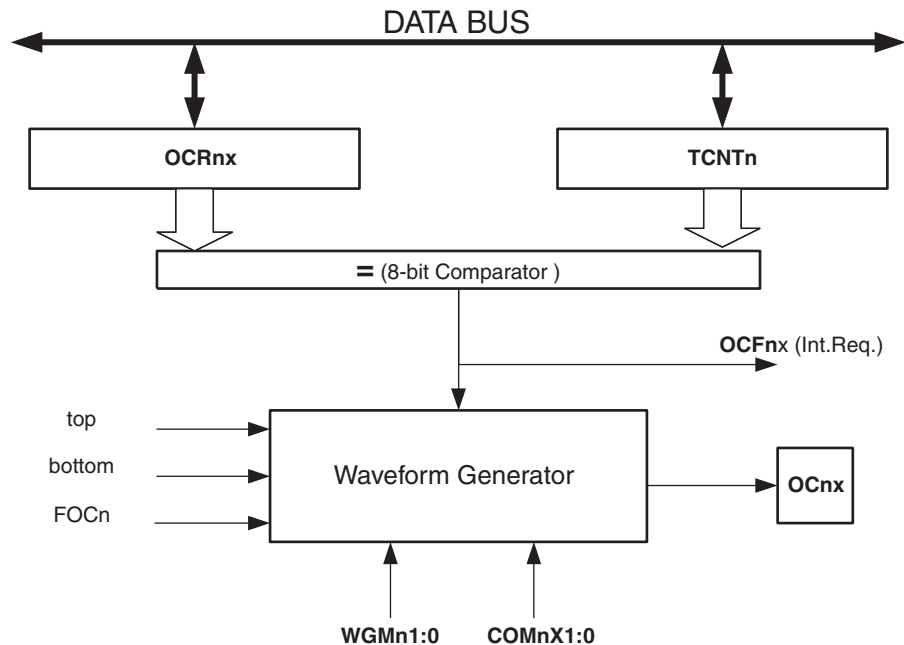 DATA BUS
OCRnx
TCNTn
= (8-bit Comparator )
OCFnx (Int.Req.)
top
bottom
FOCn
Waveform Generator
OCnx
WGMn1:0
COMnX1:0